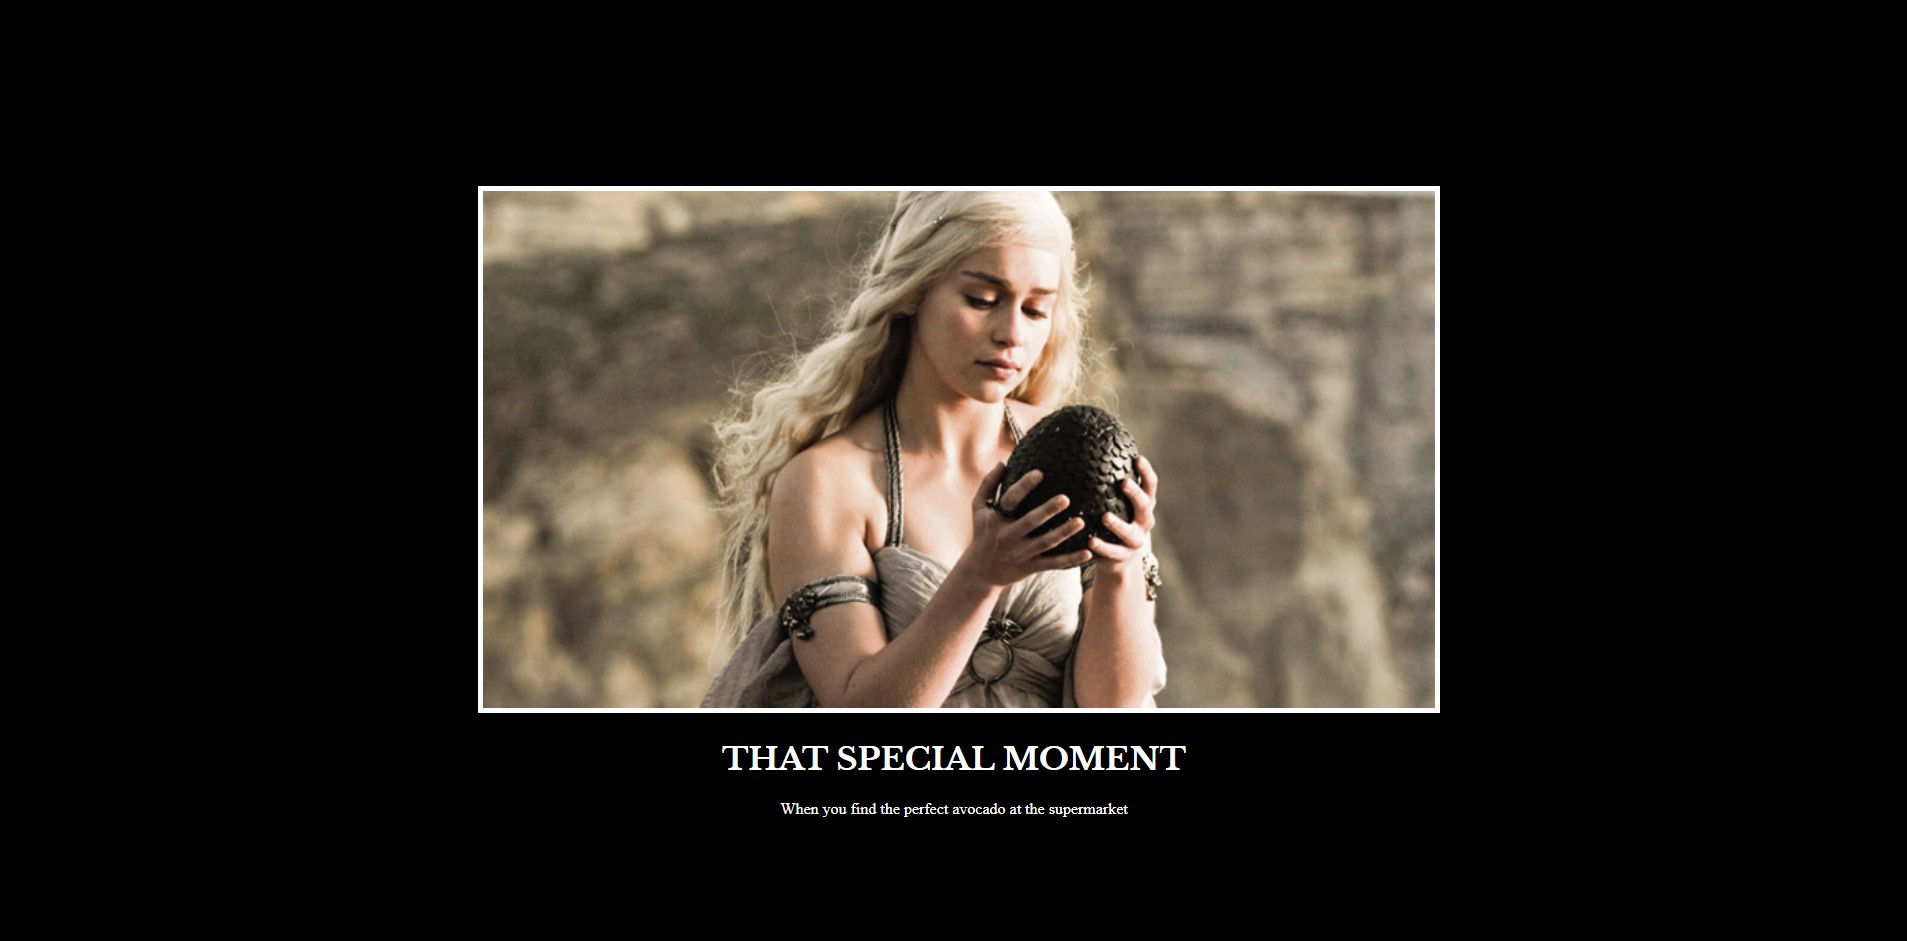 THAT SPECIAL MOMENT
When you find the perfect avocado at the supermarket